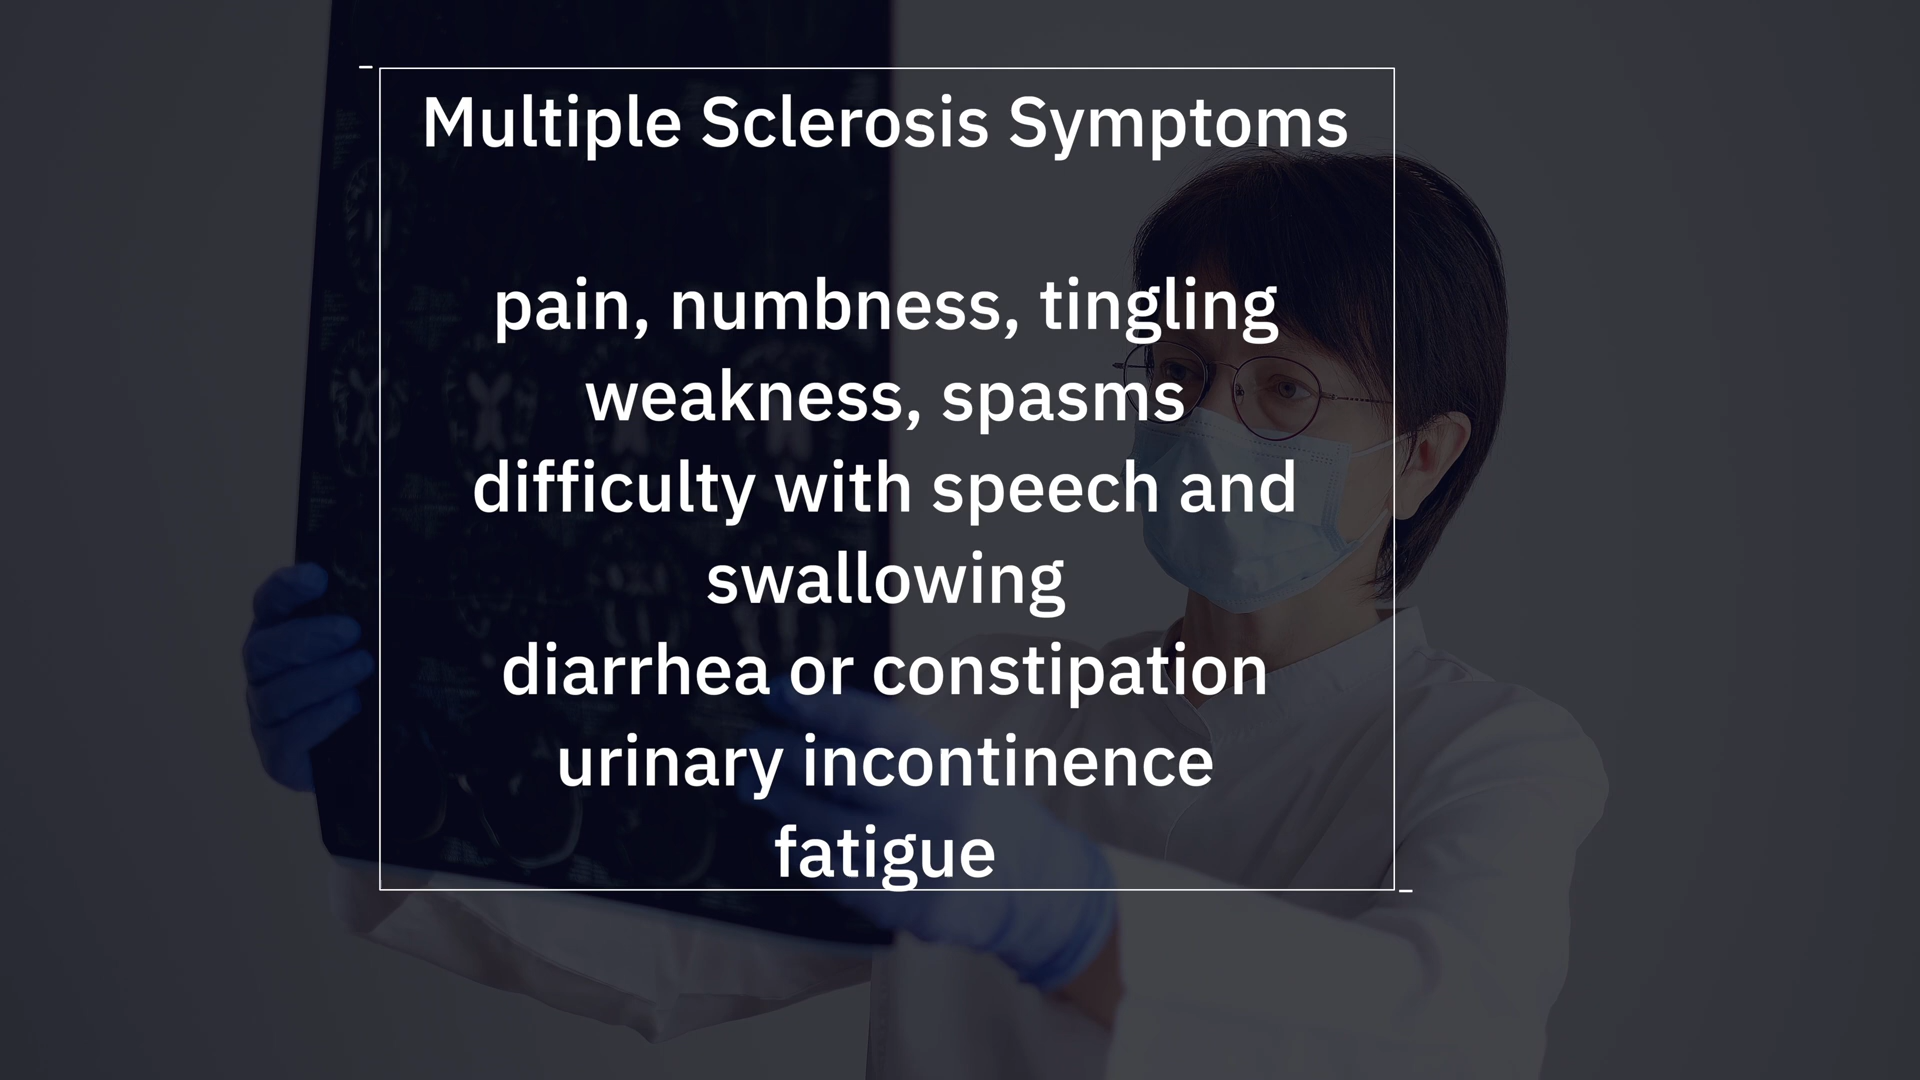 Multiple Sclerosis Symptoms
pain, numbness, tingling
weakness, spasms
difficulty with speech and
swallowing
diarrhea or constipation
urinary incontinence
fatigue